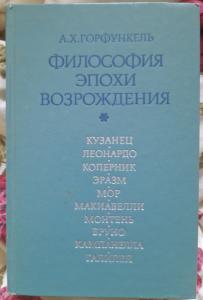 А.Х.ГОРФУНКЕЛЬ
ФИЛОСОФИЯ
ЭПОХИ
ВОЗРОЖДЕНИЯ
*
КУЗАНЕЦ
ЛЕОНАРДО
КОПЕРНИК
ЭРАЗМ
МОР
МАКИАВЕЛЛИ
МОНТЕНЬ
БРУНО
КАМПАНЕЛЛА
ГАЛИЛЕЙ